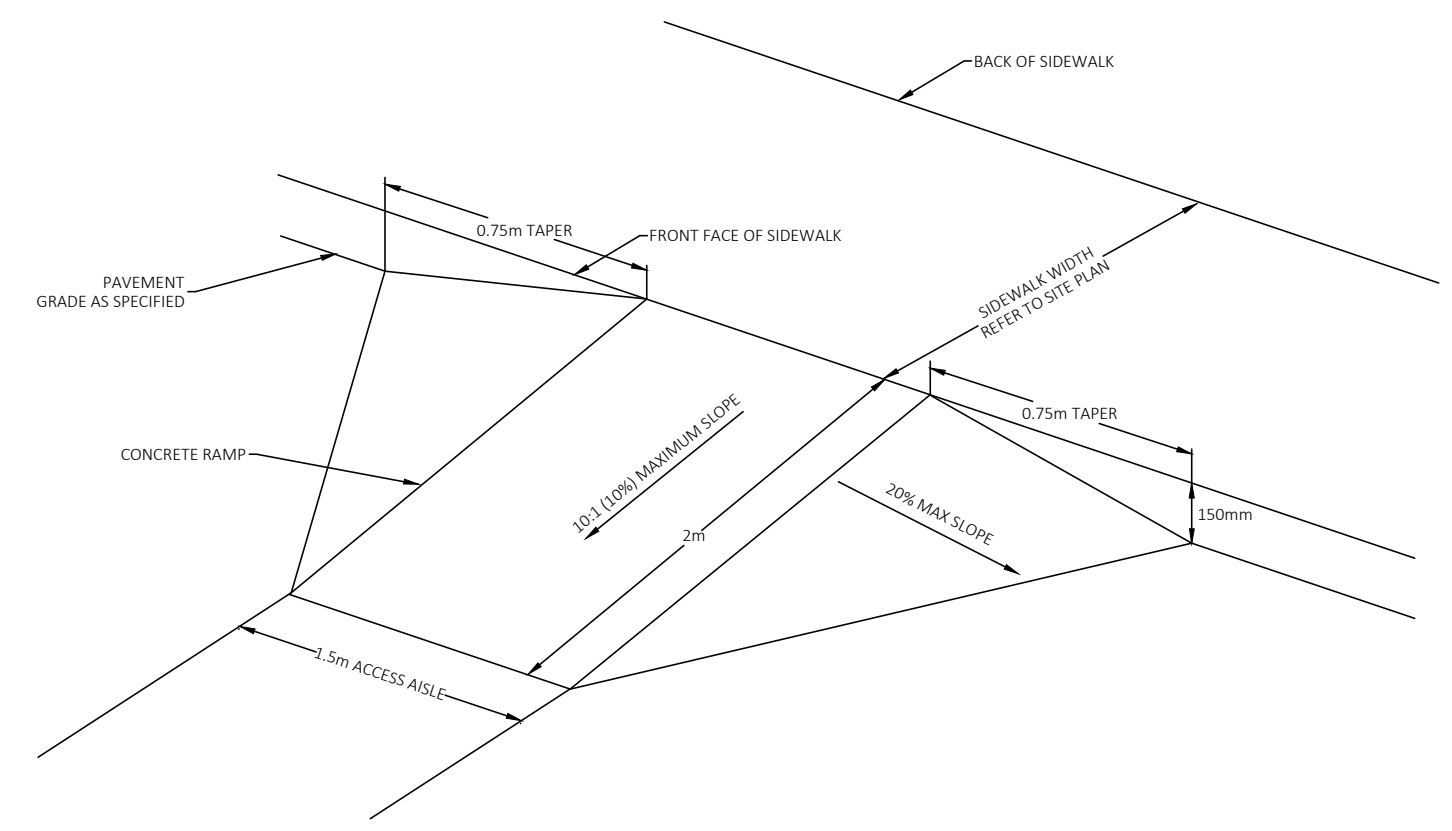 BACK OF SIDEWALK
0.75m TAPER
FRONT FACE OF SIDEWALK
PAVEMENT
GRADE AS SPECIFIED
SIDEWALK WIDTH
REFER TO SITE PLAN
0.75m TAPER
10:1 (10%) MAXIMUM SLOPE
CONCRETE RAMP
20% MAX SLOPE
150mm
2m
1.5m ACCESS AISLE